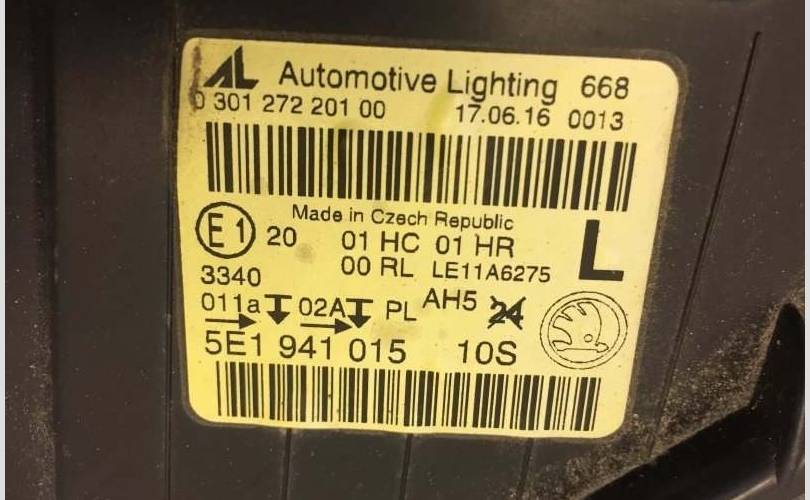 AL Automotive Lighting 668
0 301 272 201 00 17.06.16 0013
Made in Czech Republic
E1 20 01 HC 01 HR L
00 RL LE11A6275
3340
011a 02A PL AH5 24
5E1 941 015 10S